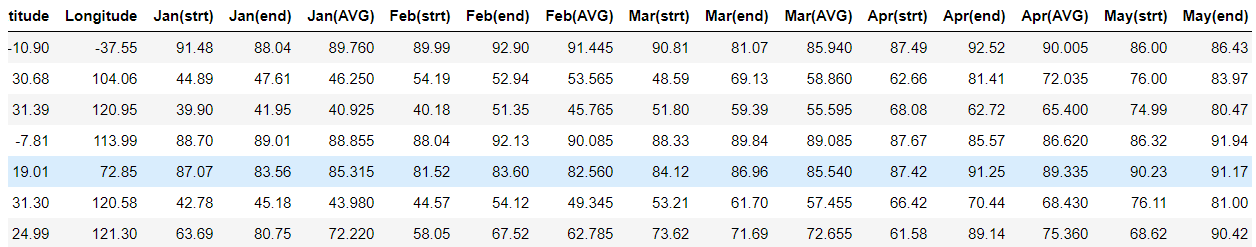 titude Longitude Jan(strt) Jan(end) Jan(AVG) Feb(strt) Feb(end) Feb(AVG) Mar(strt) Mar(end) Mar(AVG) Apr(strt) Apr(end) Apr(AVG) May(strt) May(end)
-10.90 -37.55 91.48 88.04 89.760 89.99 92.90 91.445 90.81 81.07 85.940 87.49 92.52 90.005 86.00 86.43
30.68 104.06 44.89 47.61 46.250 54.19 52.94 53.565 48.59 69.13 58.860 62.66 81.41 72.035 76.00 83.97
31.39 120.95 39.90 41.95 40.925 40.18 51.35 45.765 51.80 59.39 55.595 68.08 62.72 65.400 74.99 80.47
-7.81 113.99 88.70 89.01 88.855 88.04 92.13 90.085 88.33 89.84 89.085 87.67 85.57 86.620 86.32 91.94
19.01 72.85 87.07 83.56 85.315 81.52 83.60 82.560 84.12 86.96 85.540 87.42 91.25 89.335 90.23 91.17
31.30 120.58 42.78 45.18 43.980 44.57 54.12 49.345 53.21 61.70 57.455 66.42 70.44 68.430 76.11 81.00
24.99 121.30 63.69 80.75 72.220 58.05 67.52 62.785 73.62 71.69 72.655 61.58 89.14 75.360 68.62 90.42